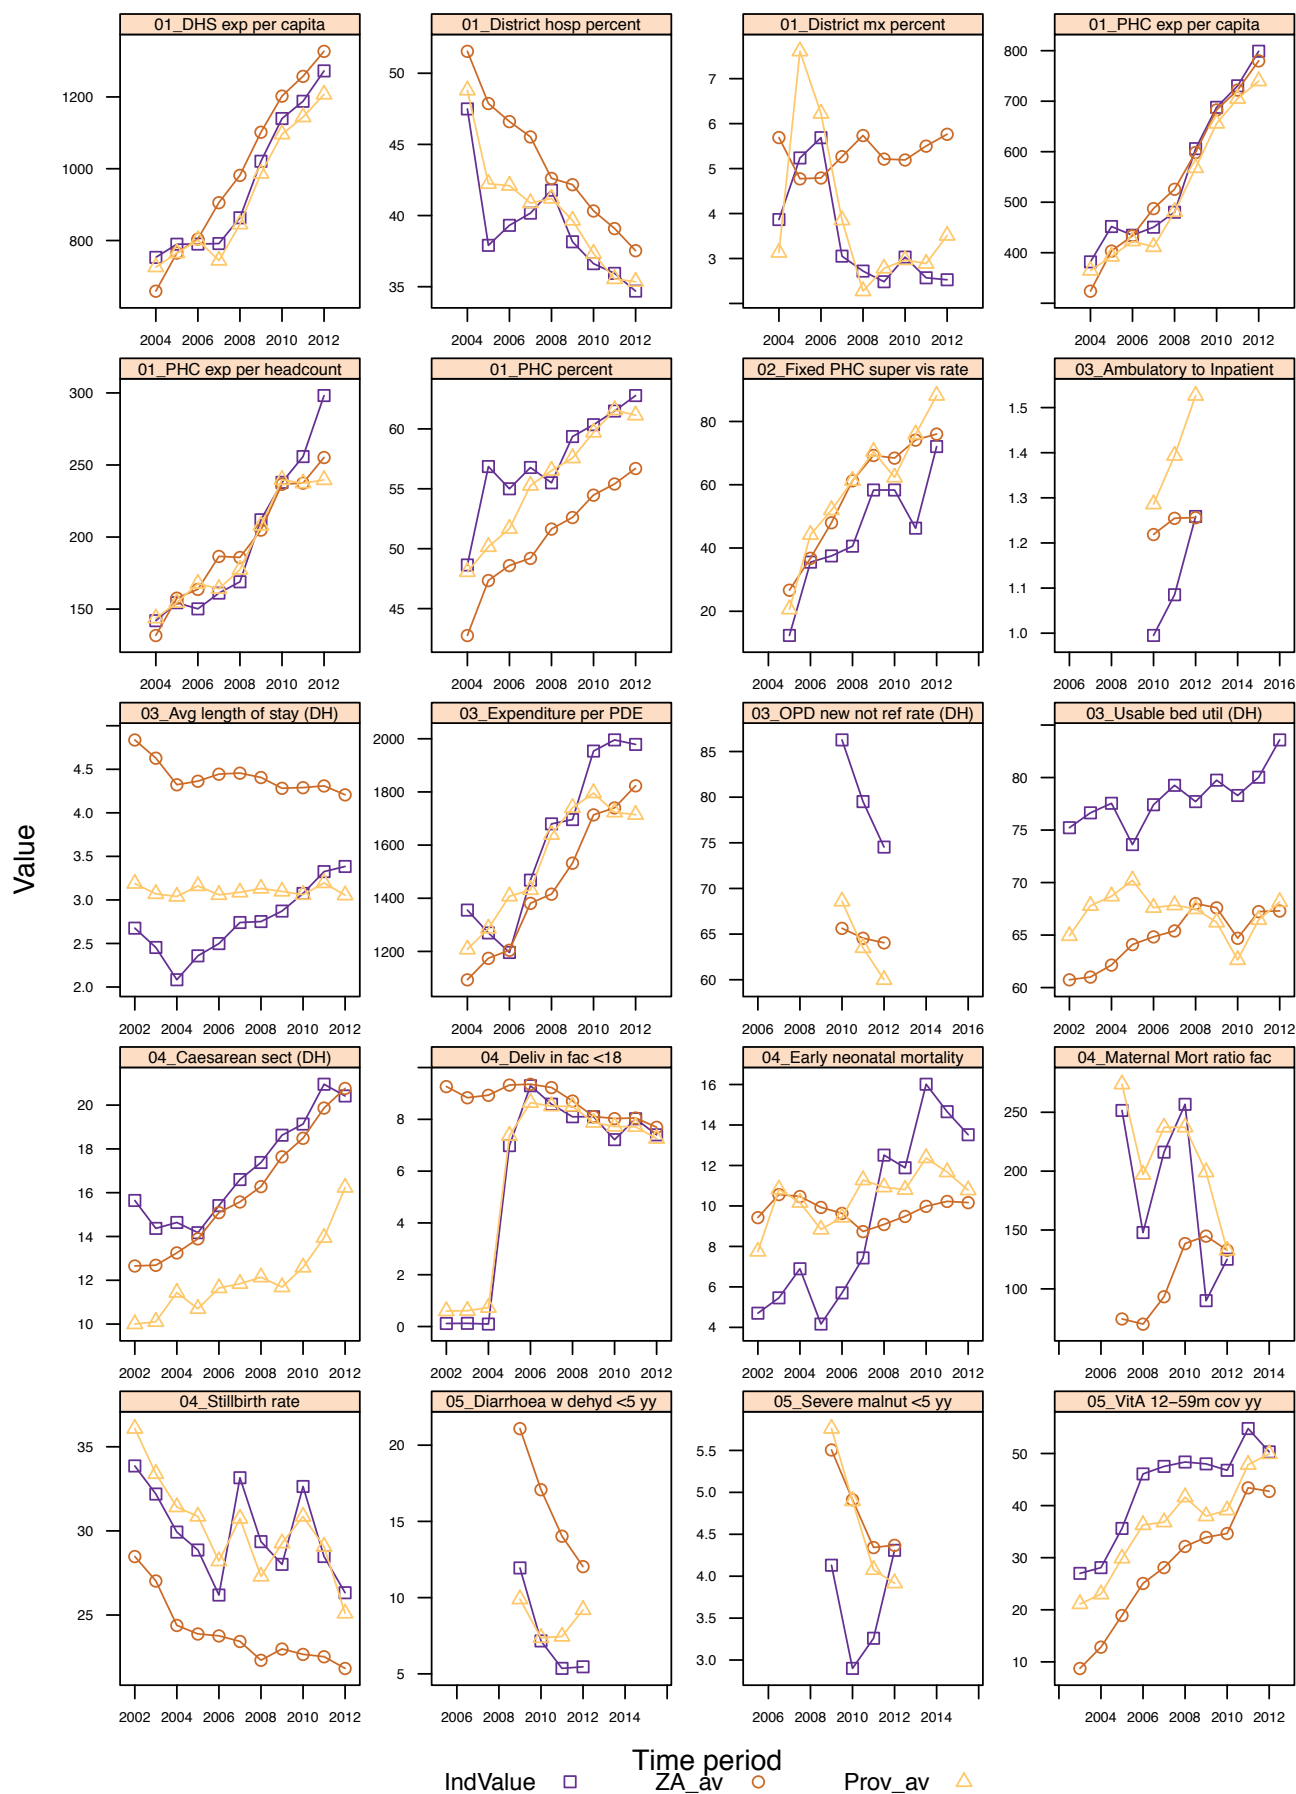 01_DHS exp per capita
01_District hosp percent
01_District mx percent
01_PHC exp per capita
1200
1000
800
50
45
40
35
7
6
5
4
3
800
700
600
500
400
2004 2006 2008 2010 2012
2004 2006 2008 2010 2012
2004 2006 2008 2010 2012
2004 2006 2008 2010 2012
01_PHC exp per headcount
01_PHC percent
02_Fixed PHC super vis rate
03_Ambulatory to Inpatient
300
250
200
150
60
55
50
45
80
60
40
20
1.5
1.4
1.3
1.2
1.1
1.0
2004 2006 2008 2010 2012
2004 2006 2008 2010 2012
2004 2006 2008 2010 2012
2006 2008 2010 2012 2014 2016
03_Avg length of stay (DH)
03_Expenditure per PDE
03_OPD new not ref rate (DH)
03_Usable bed util (DH)
4.5
4.0
3.5
3.0
2.5
2.0
2000
1800
1600
1400
1200
85
80
75
70
65
60
80
75
70
65
60
2002 2004 2006 2008 2010 2012
2004 2006 2008 2010 2012
2006 2008 2010 2012 2014 2016
2002 2004 2006 2008 2010 2012
Value
04_Caesarean sect (DH)
04_Deliv in fac <18
04_Early neonatal mortality
04_Maternal Mort ratio fac
20
18
16
14
12
10
8
6
4
2
0
16
14
12
10
8
6
4
250
200
150
100
2002 2004 2006 2008 2010 2012
2002 2004 2006 2008 2010 2012
2002 2004 2006 2008 2010 2012
2006 2008 2010 2012 2014
04_Stillbirth rate
05_Diarrhoea w dehyd <5 yy
05_Severe malnut <5 yy
05_VitA 12−59m cov yy
35
30
25
20
15
10
5
5.5
5.0
4.5
4.0
3.5
3.0
50
40
30
20
10
2002 2004 2006 2008 2010 2012
2006 2008 2010 2012 2014
2006 2008 2010 2012 2014
2004 2006 2008 2010 2012
Time period
IndValue ZA_av Prov_av